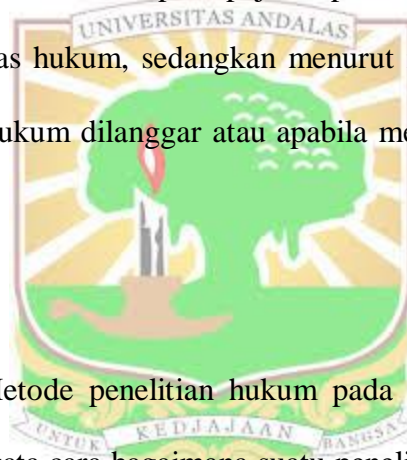 UNIVERSITAS ANDALAS
as hukum, sedangkan menurut
ukum dilanggar atau apabila me
etode penelitian hukum pada
UNTUK KEDJAJAAN BANGSA
ata cara bagaimana suatu peneli